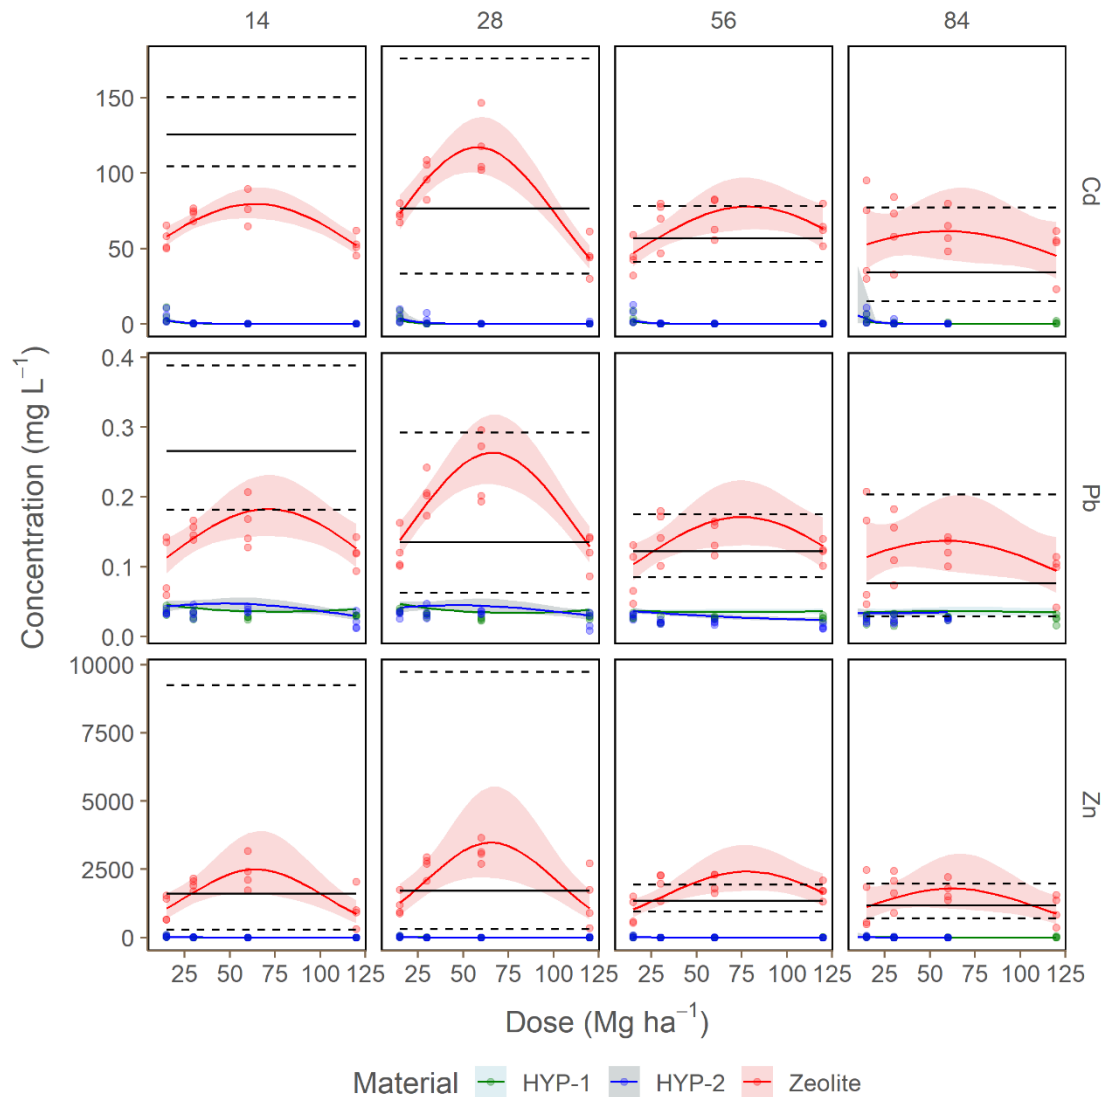 14 28 56 84
150
100
50
0
Cd
0.4
0.3
0.2
0.1
0.0
Pb
10000
7500
5000
2500
0
Zn
25 50 75 100 125 25 50 75 100 125 25 50 75 100 125 25 50 75 100 125
Concentration (mg L⁻¹)
Dose (Mg ha⁻¹)
Material HYP-1 HYP-2 Zeolite